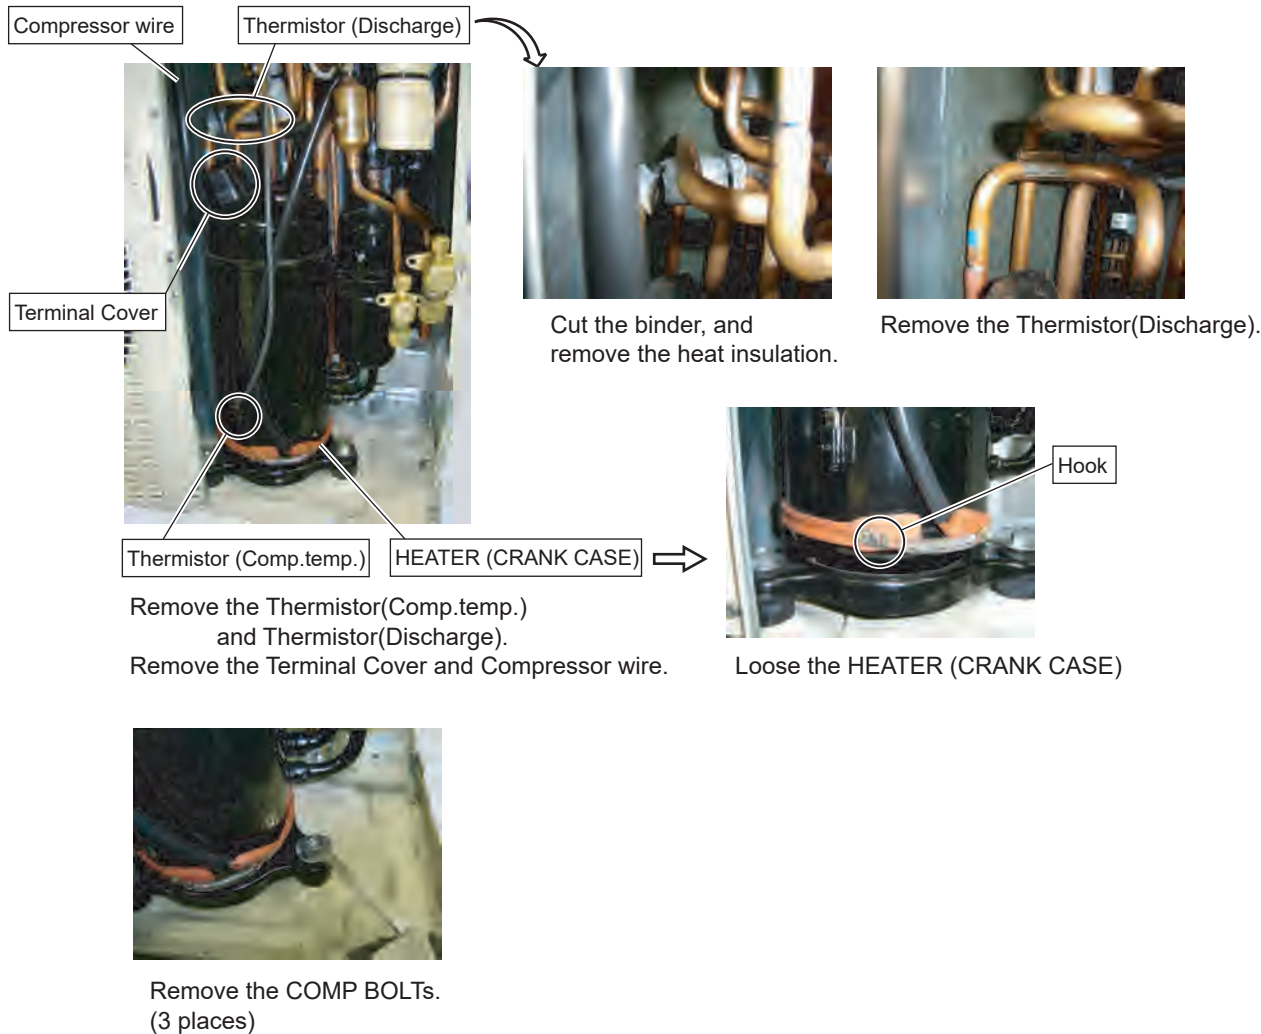 Compressor wire
Thermistor (Discharge)
Terminal Cover
Cut the binder, and
remove the heat insulation.
Remove the Thermistor(Discharge).
Hook
Thermistor (Comp.temp.)
HEATER (CRANK CASE)
Remove the Thermistor(Comp.temp.)
and Thermistor(Discharge).
Remove the Terminal Cover and Compressor wire.
Loose the HEATER (CRANK CASE)
Remove the COMP BOLTs.
(3 places)